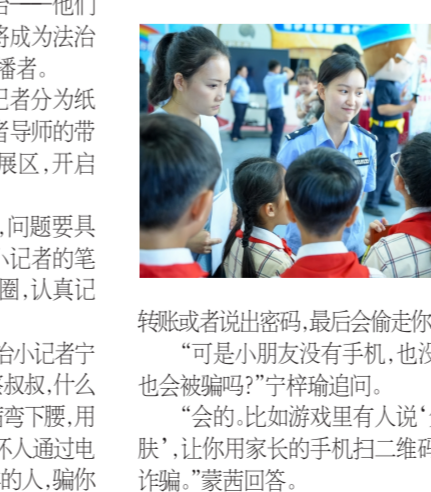 台——他们
将成为法治
播者。
记者分为纸
者导师的带
展区，开启
，问题要具
小记者的笔
圈，认真记
治小记者宁
察叔叔，什么
茜弯下腰，用
坏人通过电
的人，骗你
转账或者说出密码，最后会偷走你
“可是小朋友没有手机，也没
也会被骗吗？”宁梓瑜追问。
“会的。比如游戏里有人说‘
肤’，让你用家长的手机扫二维码
诈骗。”蒙茜回答。